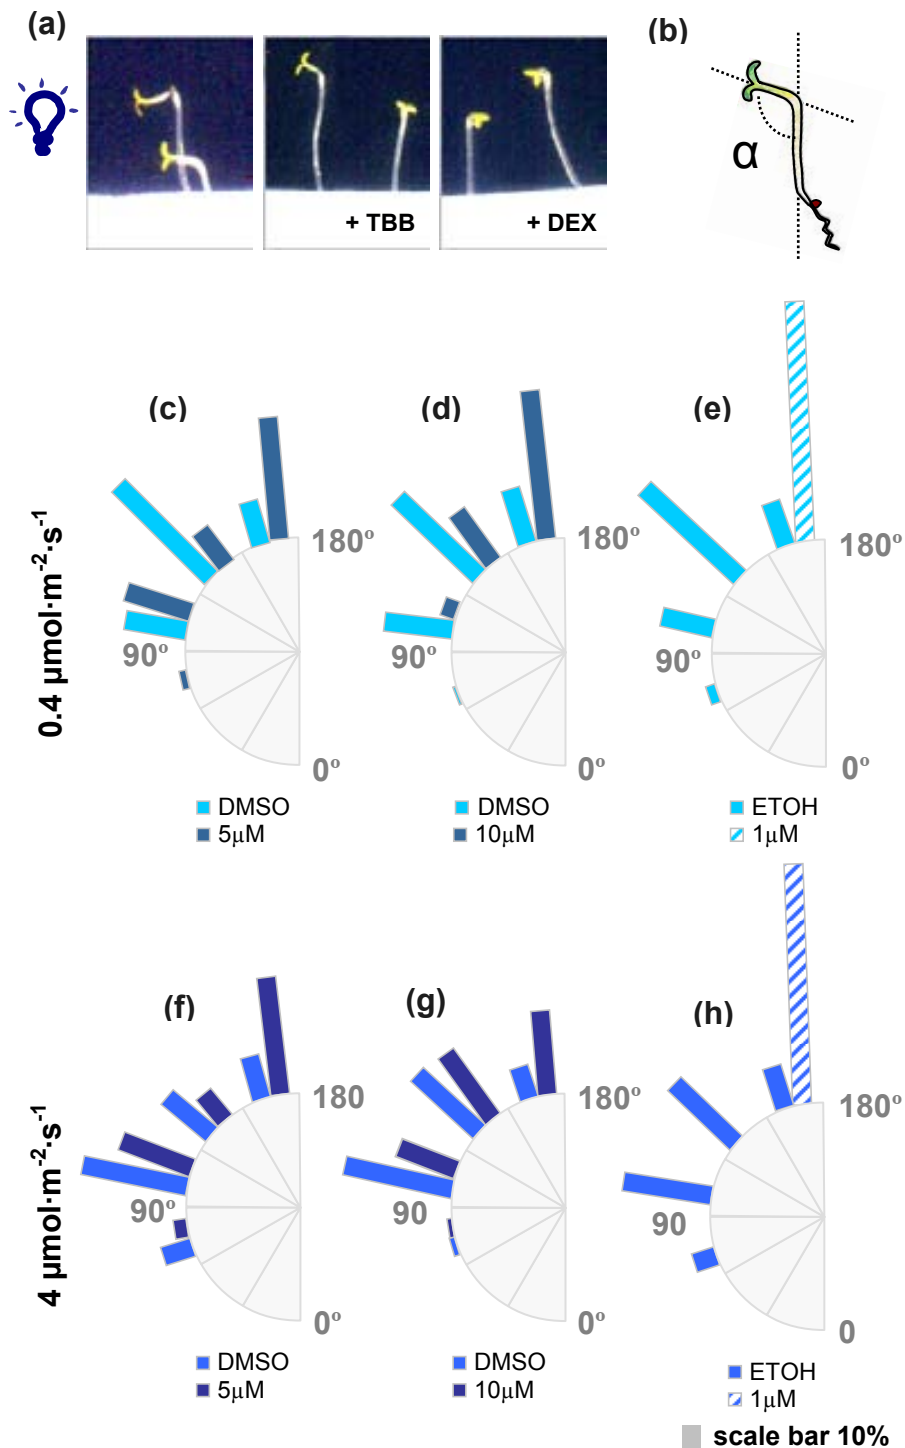 (a)
(b)
+ TBB
+ DEX
α
(c)
(d)
(e)
0.4 μmol·m⁻²·s⁻¹
180º
180º
180º
90º
90º
90º
0º
0º
0º
DMSO
5μM
DMSO
10μM
ETOH
1μM
(f)
(g)
(h)
4 μmol·m⁻²·s⁻¹
180
180º
180º
90º
90
90
0º
0º
0
DMSO
5μM
DMSO
10μM
ETOH
1μM
scale bar 10%